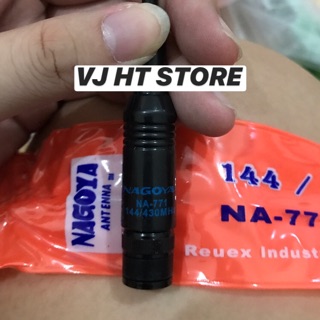 VJ HT STORE
NAGOYA
NA-771
144/430MHz
NAGOYA
ANTENNA
144 /
NA-77
Reuex Indust